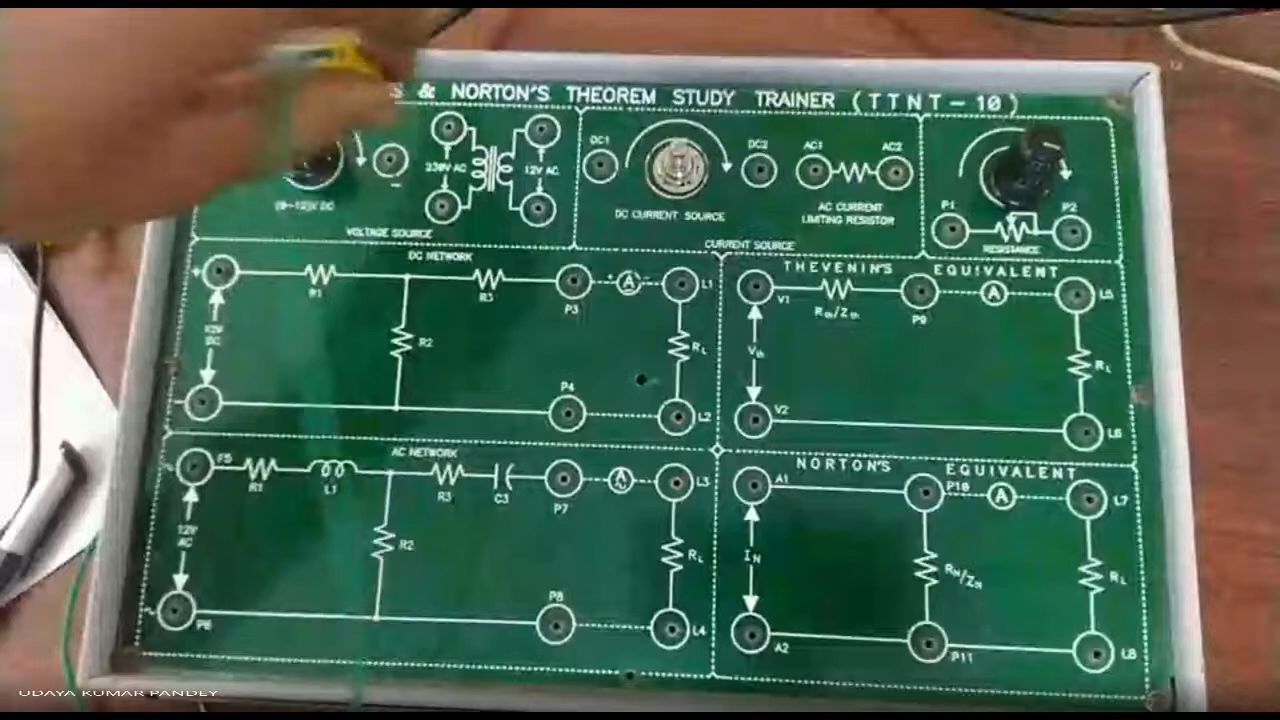 & NORTON'S THEOREM STUDY TRAINER (TTNT-10)
230V AC
12V AC
(0-12)V DC
VOLTAGE SOURCE
DC1
DC2
DC CURRENT SOURCE
AC1
AC2
AC CURRENT
LIMITING RESISTOR
CURRENT SOURCE
P1
P2
RESISTANCE
DC NETWORK
+
R1
R3
P3
A
L1
12V
DC
R2
RL
P4
L2
THEVENIN'S EQUIVALENT
V1
Rth/Zth
P9
A
L5
Vth
RL
V2
L6
AC NETWORK
R1
L1
R3
C3
P7
A
L3
12V
AC
R2
RL
P6
P8
L4
NORTON'S EQUIVALENT
A1
P10
A
L7
IN
RN/ZN
RL
A2
P11
L8
UDAYA KUMAR PANDEY